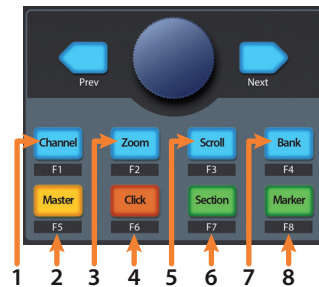 Prev Next
Channel Zoom Scroll Bank
F1 F2 F3 F4
Master Click Section Marker
F5 F6 F7 F8
1 2 3 4 5 6 7 8